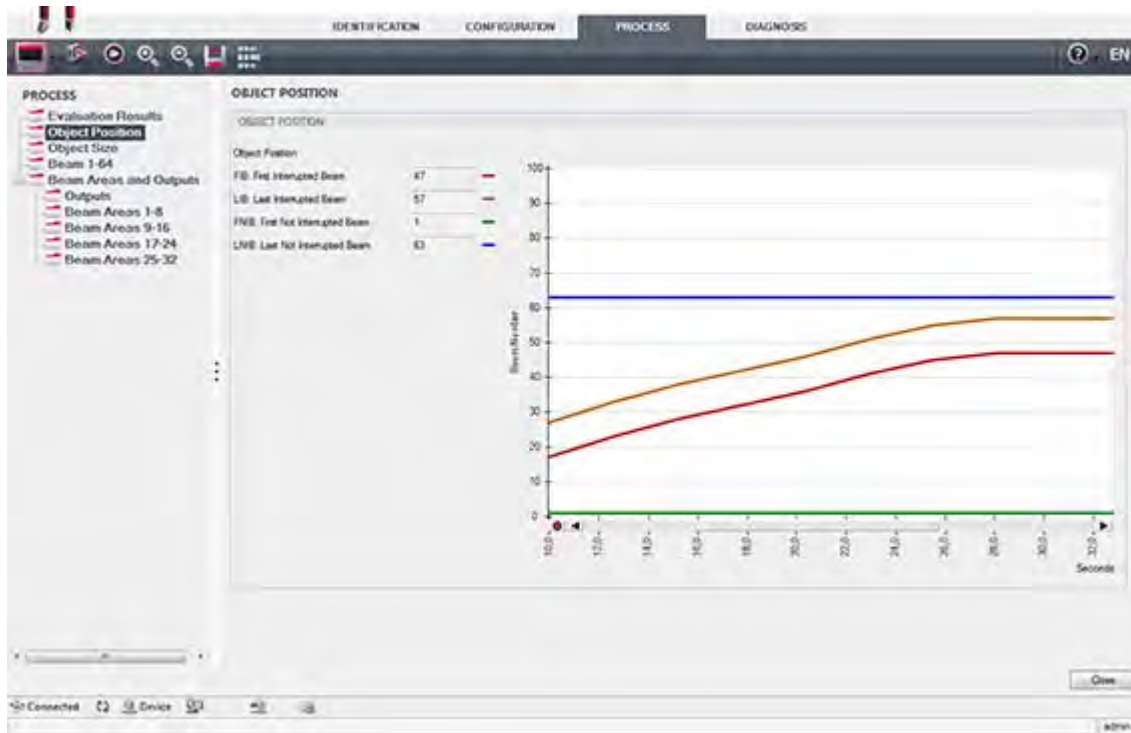 IDENTIFICATION CONFIGURATION PROCESS DIAGNOSIS
EN
PROCESS
Evaluation Results
Object Position
Object Size
Beam 1-64
Beam Areas and Outputs
Outputs
Beam Areas 1-8
Beam Areas 9-16
Beam Areas 17-24
Beam Areas 25-32
OBJECT POSITION
OBJECT POSITION
Object Position
FIB: First Interrupted Beam 47
LIB: Last Interrupted Beam 57
FNIB: First Not Interrupted Beam 1
LNIB: Last Not Interrupted Beam 63
100
90
80
70
60
50
40
30
20
10
0
Beam Number
10,0 12,0 14,0 16,0 18,0 20,0 22,0 24,0 26,0 28,0 30,0 32,0
Seconds
Close
Connected Device
admin